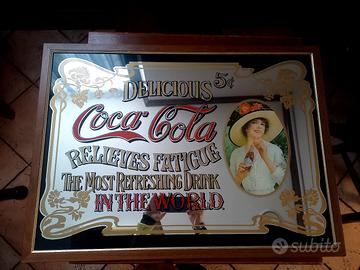 DELICIOUS 5¢
Coca-Cola
RELIEVES FATIGUE
THE MOST REFRESHING DRINK
IN THE WORLD
subito